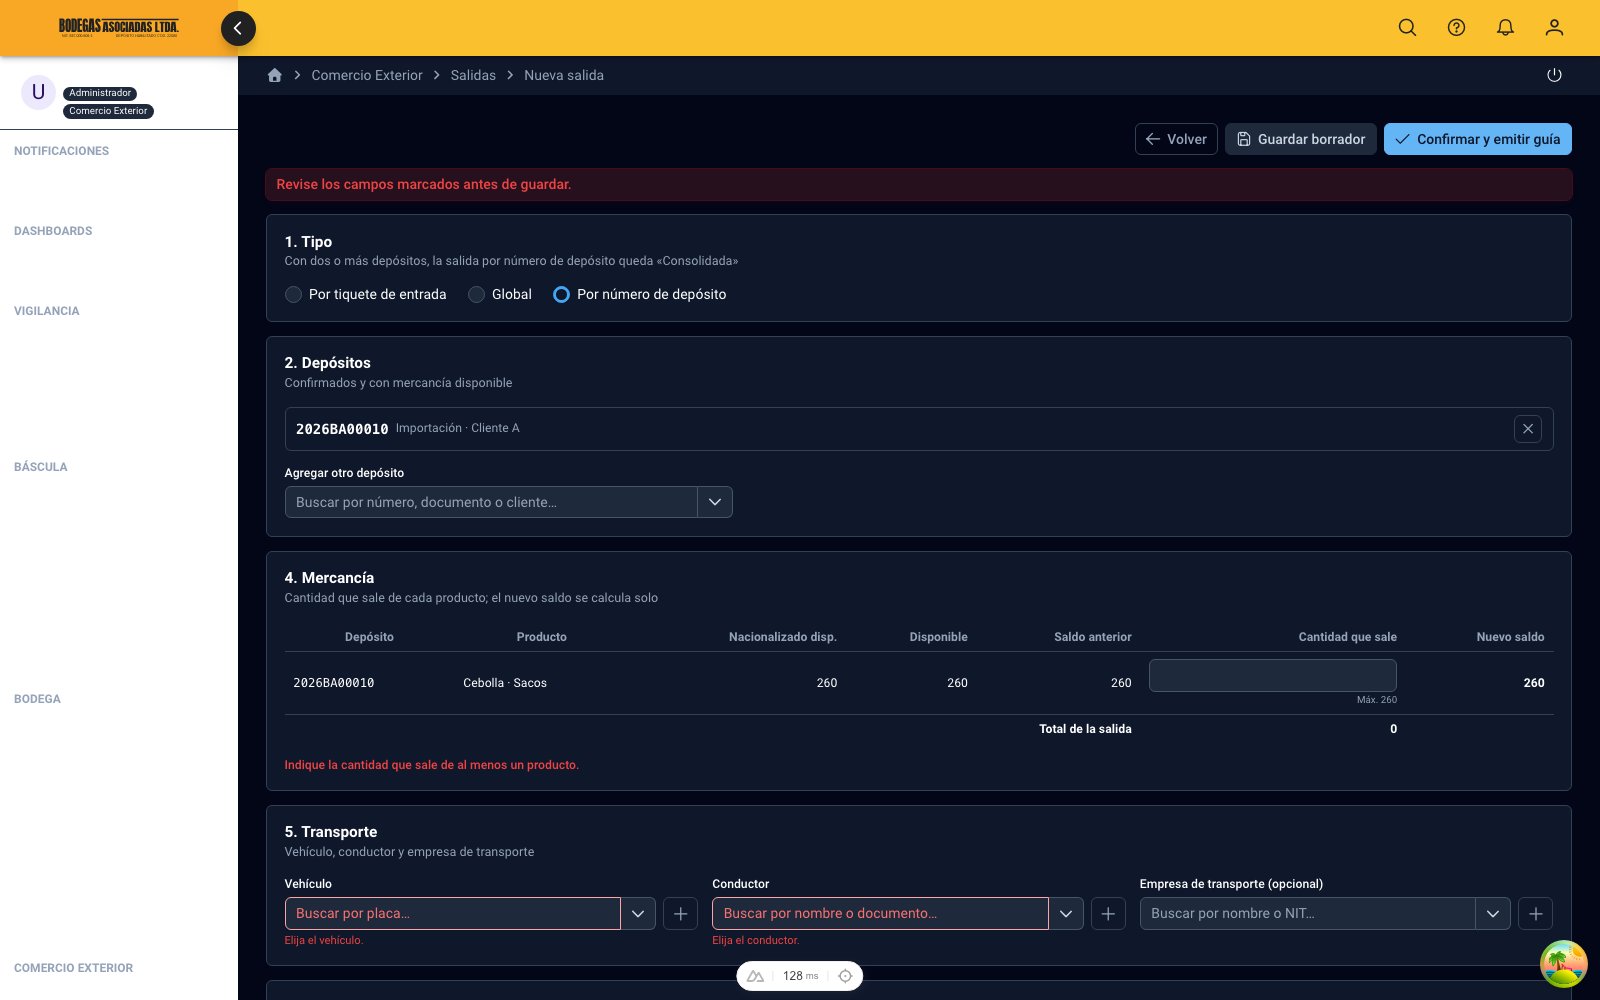 BODEGAS ASOCIADAS LTDA.
Comercio Exterior
Salidas
Nueva salida
U
Administrador
Comercio Exterior
NOTIFICACIONES
DASHBOARDS
VIGILANCIA
BÁSCULA
BODEGA
COMERCIO EXTERIOR
Volver
Guardar borrador
Confirmar y emitir guía
Revise los campos marcados antes de guardar.
1. Tipo
Con dos o más depósitos, la salida por número de depósito queda «Consolidada»
Por tiquete de entrada
Global
Por número de depósito
2. Depósitos
Confirmados y con mercancía disponible
2026BA00010 Importación · Cliente A
Agregar otro depósito
Buscar por número, documento o cliente...
4. Mercancía
Cantidad que sale de cada producto; el nuevo saldo se calcula solo
Depósito Producto Nacionalizado disp. Disponible Saldo anterior Cantidad que sale Nuevo saldo
2026BA00010 Cebolla · Sacos 260 260 260 260
Máx. 260
Total de la salida 0
Indique la cantidad que sale de al menos un producto.
5. Transporte
Vehículo, conductor y empresa de transporte
Vehículo Conductor Empresa de transporte (opcional)
Buscar por placa... Buscar por nombre o documento... Buscar por nombre o NIT...
Elija el vehículo. Elija el conductor.
128 ms